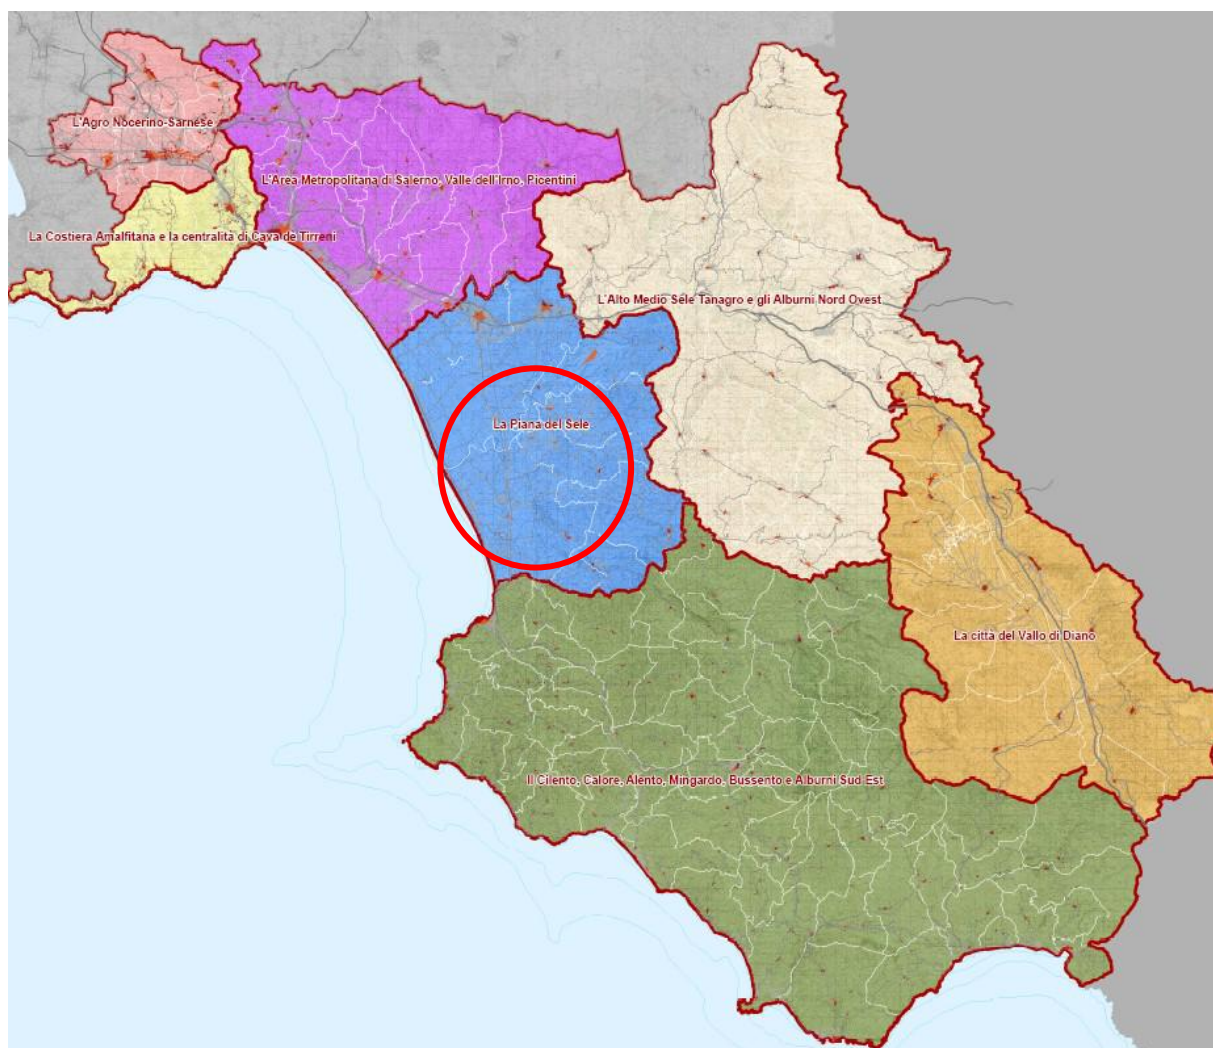 L'Agro Nocerino-Sarnese
L'Area Metropolitana di Salerno, Valle dell'Irno, Picentini
La Costiera Amalfitana e la centralità di Cava de'Tirreni
L'Alto Medio Sele Tanagro e gli Alburni Nord Ovest
La Piana del Sele
La città del Vallo di Diano
Il Cilento, Calore, Alento, Mingardo, Bussento e Alburni Sud Est